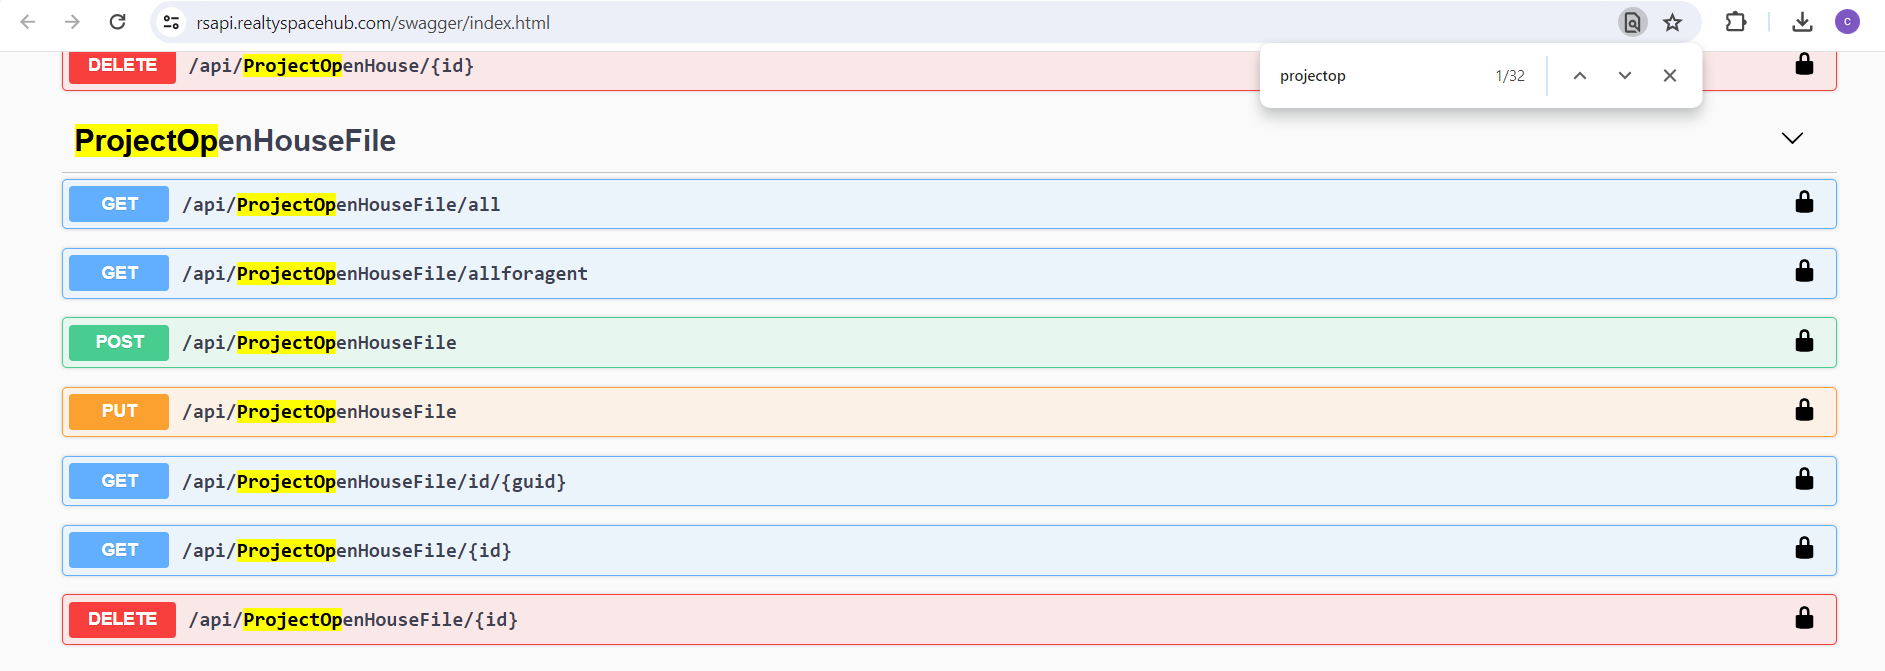 rsapi.realtyspacehub.com/swagger/index.html
C
projectop 1/32
DELETE /api/ProjectOpenHouse/{id}
ProjectOpenHouseFile
GET /api/ProjectOpenHouseFile/all
GET /api/ProjectOpenHouseFile/allforagent
POST /api/ProjectOpenHouseFile
PUT /api/ProjectOpenHouseFile
GET /api/ProjectOpenHouseFile/id/{guid}
GET /api/ProjectOpenHouseFile/{id}
DELETE /api/ProjectOpenHouseFile/{id}